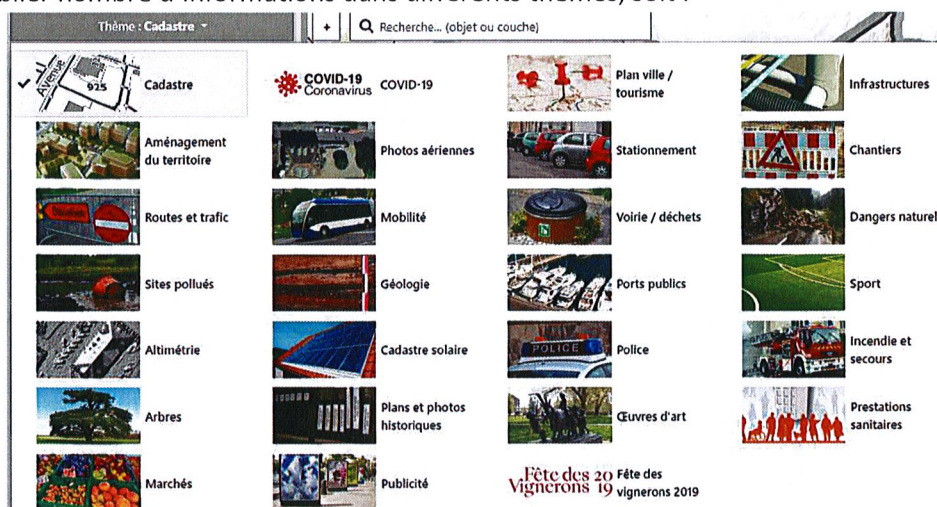 Thème : Cadastre
+
Recherche... (objet ou couche)
Avenue
925
Cadastre
COVID-19
Coronavirus
COVID-19
Plan ville /
tourisme
Infrastructures
Aménagement
du territoire
Photos aériennes
Stationnement
Chantiers
Routes et trafic
Mobilité
Voirie / déchets
Dangers naturel
Sites pollués
Géologie
Ports publics
Sport
Altimétrie
Cadastre solaire
POLICE
Police
Incendie et
secours
Arbres
Plans et photos
historiques
Œuvres d'art
Prestations
sanitaires
Marchés
Publicité
Fête des 20
Vignerons 19
Fête des
vignerons 2019